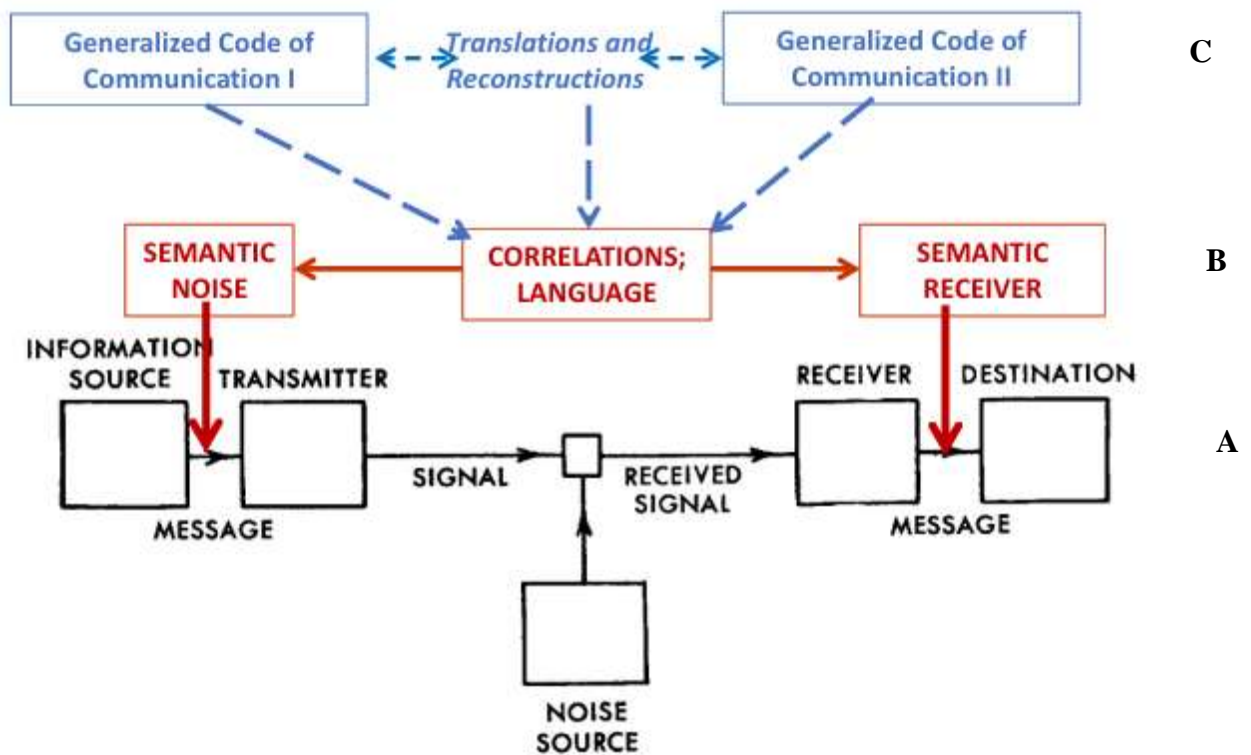 Generalized Code of
Communication I
Translations and
Reconstructions
Generalized Code of
Communication II
C
SEMANTIC
NOISE
CORRELATIONS;
LANGUAGE
SEMANTIC
RECEIVER
B
INFORMATION
SOURCE
TRANSMITTER
RECEIVER
DESTINATION
A
SIGNAL
RECEIVED
SIGNAL
MESSAGE
MESSAGE
NOISE
SOURCE